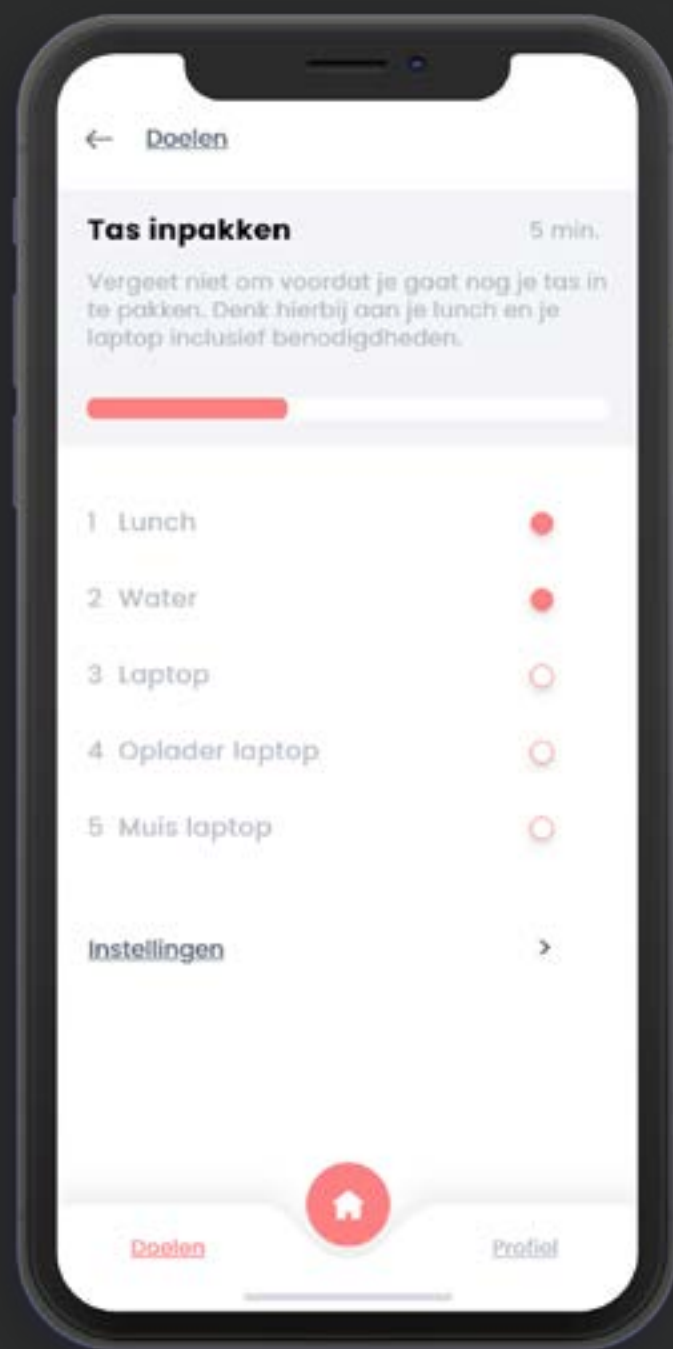 Doelen
Tas inpakken
5 min.
Vergeet niet om voordat je gaat nog je tas in
te pakken. Denk hierbij aan je lunch en je
laptop inclusief benodigdheden.
1 Lunch
2 Water
3 Laptop
4 Oplader laptop
5 Muis laptop
Instellingen
Doelen
Profiel